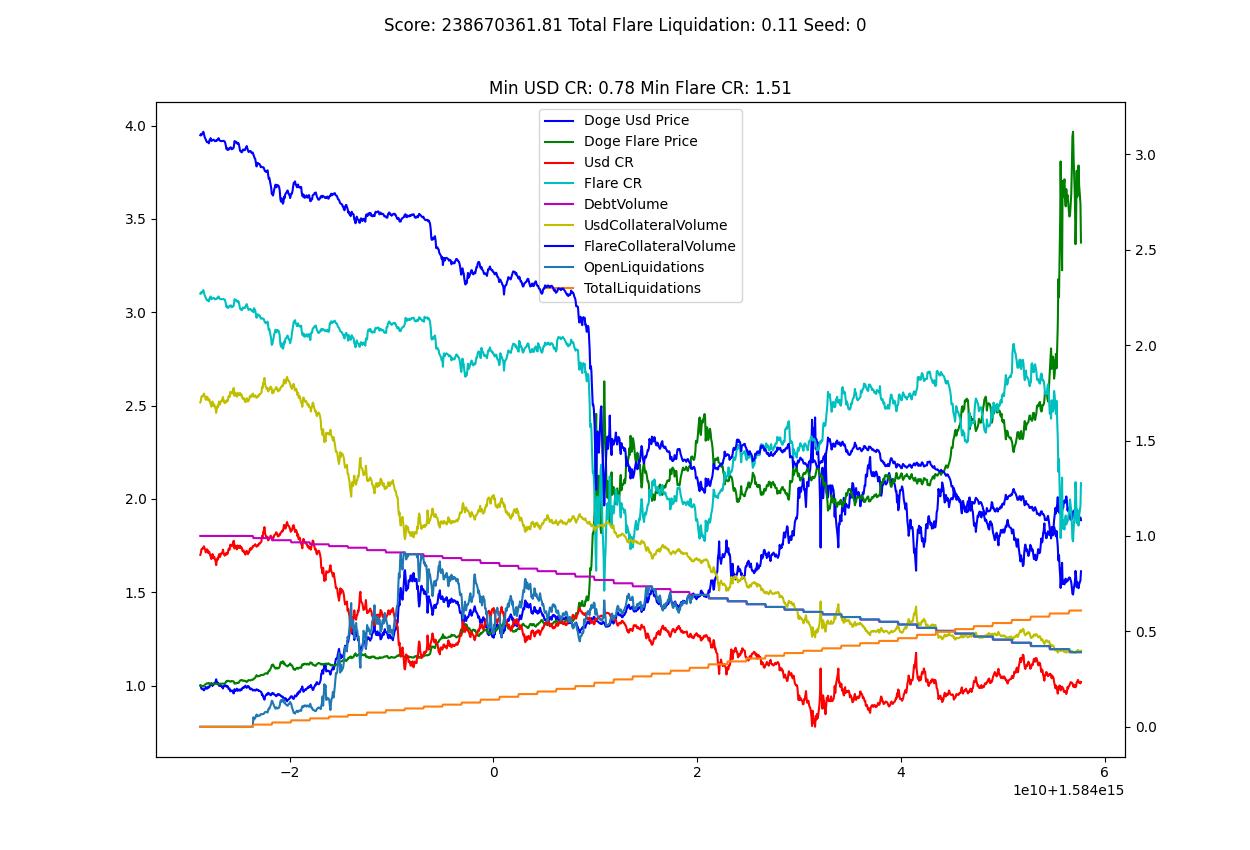 Score: 238670361.81 Total Flare Liquidation: 0.11 Seed: 0
Min USD CR: 0.78 Min Flare CR: 1.51
Doge Usd Price
Doge Flare Price
Usd CR
Flare CR
DebtVolume
UsdCollateralVolume
FlareCollateralVolume
OpenLiquidations
TotalLiquidations
4.0
3.5
3.0
2.5
2.0
1.5
1.0
3.0
2.5
2.0
1.5
1.0
0.5
0.0
−2 0 2 4 6
1e10+1.584e15